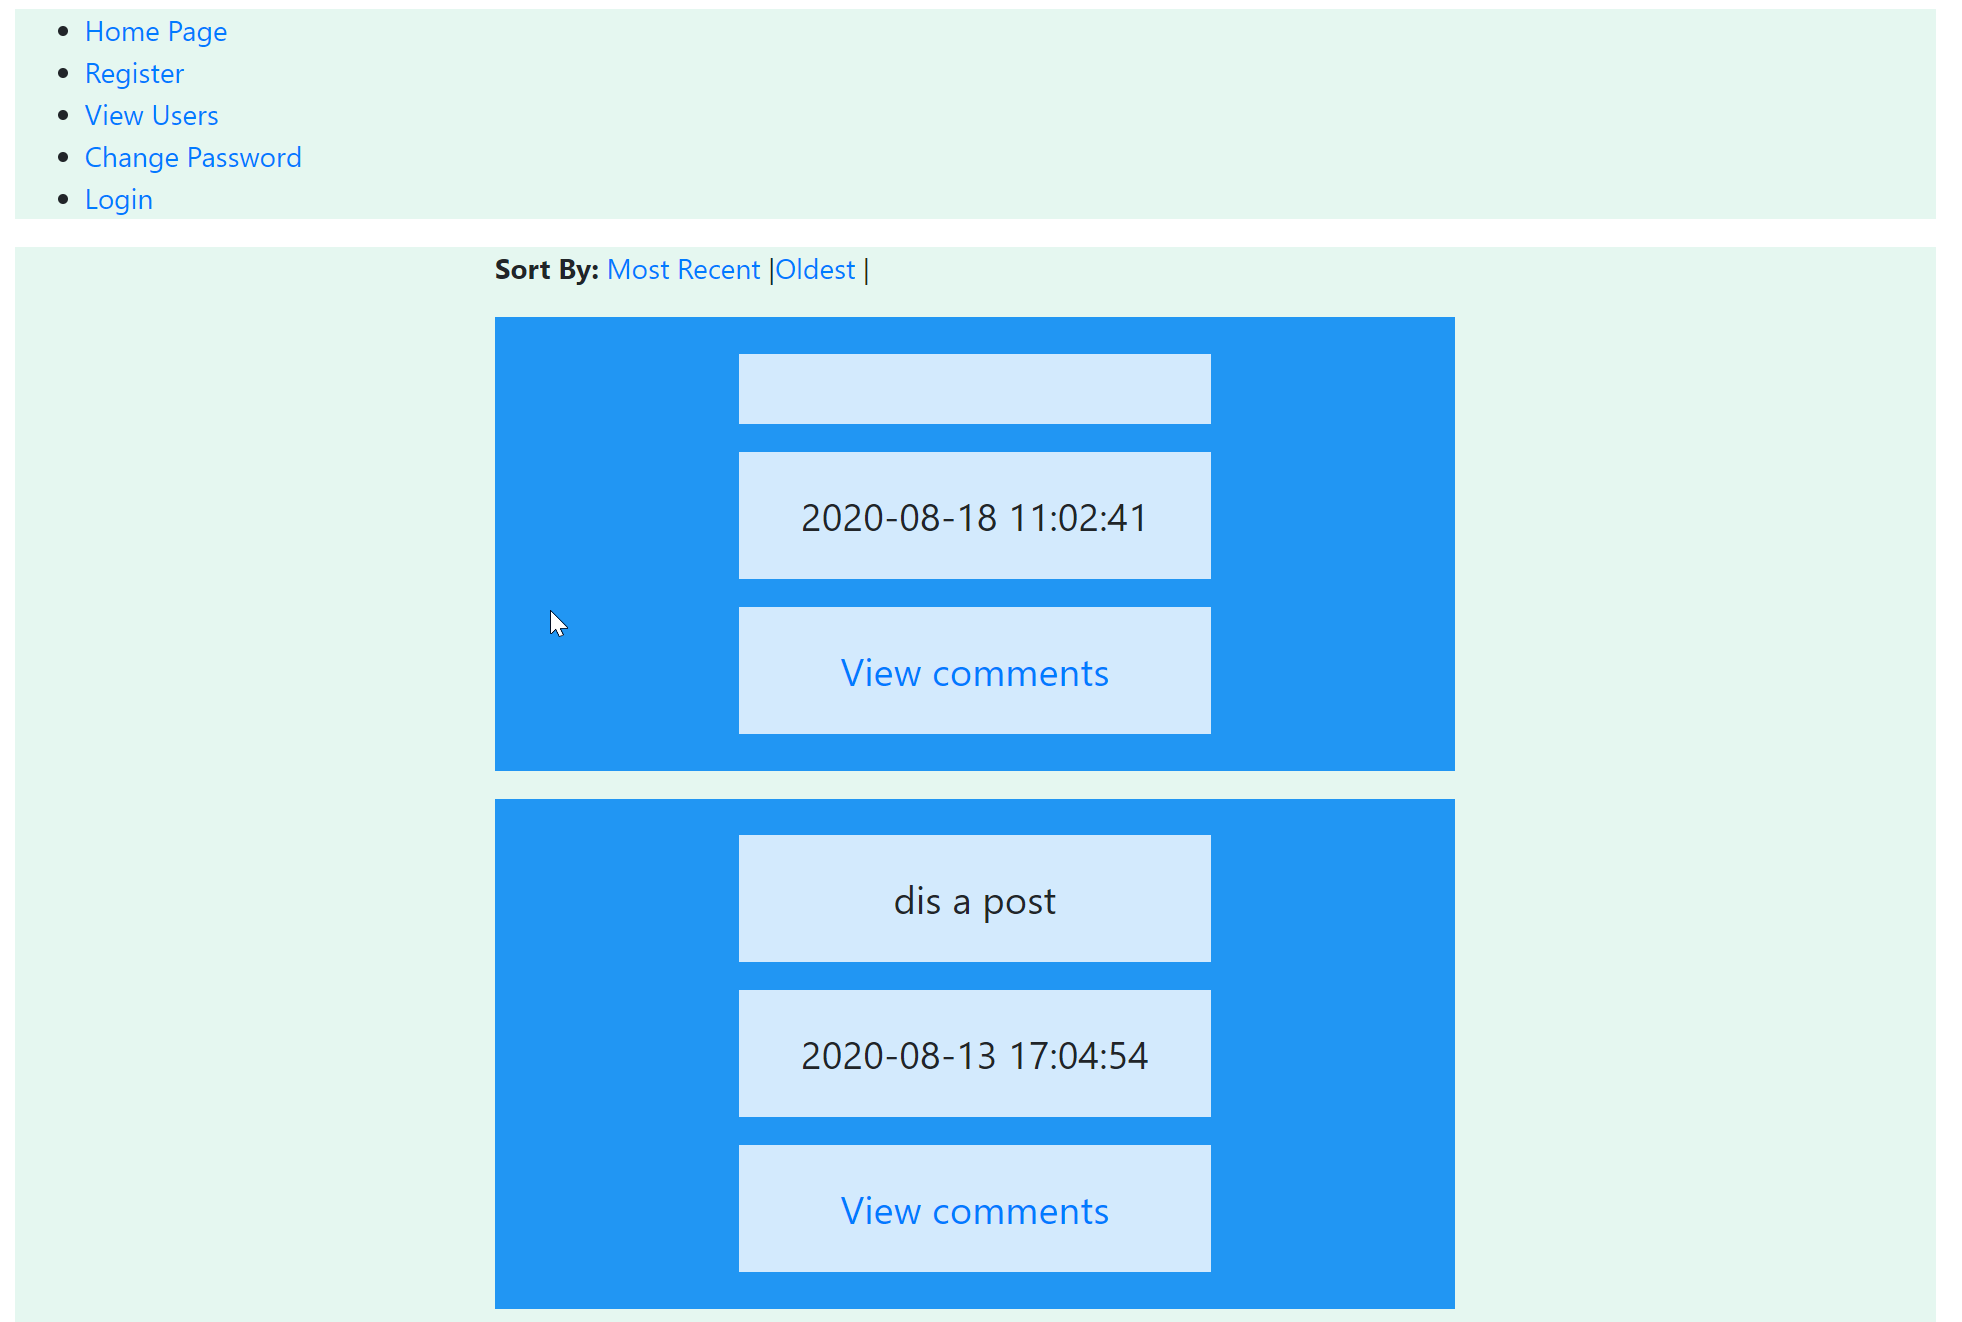 Home Page
Register
View Users
Change Password
Login
Sort By: Most Recent |Oldest |
2020-08-18 11:02:41
View comments
dis a post
2020-08-13 17:04:54
View comments